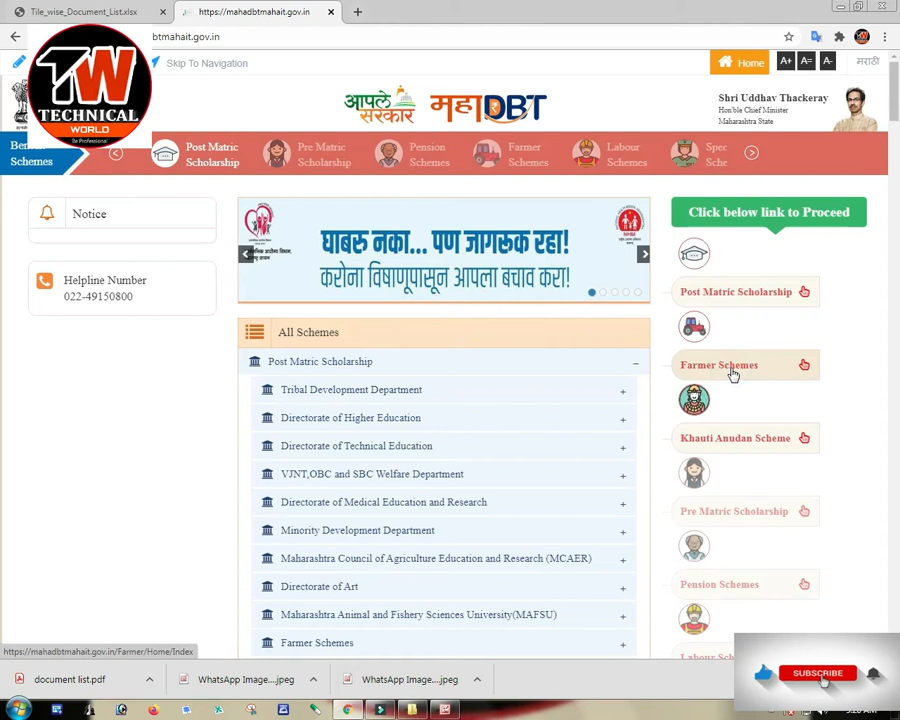 Tile_wise_Document_List.xlsx
https://mahadbtmahait.gov.in
btmahait.gov.in
Skip To Navigation
Home
A+
A=
A-
मराठी
TW
TECHNICAL
WORLD
Be Professional
आपले
सरकार
महाDBT
Shri Uddhav Thackeray
Hon'ble Chief Minister
Maharashtra State
Schemes
Post Matric
Scholarship
Pre Matric
Scholarship
Pension
Schemes
Farmer
Schemes
Labour
Schemes
Spec
Sche
Notice
Helpline Number
022-49150800
घाबरु नका... पण जागरूक रहा!
करोना विषाणूपासून आपला बचाव करा!
Click below link to Proceed
Post Matric Scholarship
Farmer Schemes
Khauti Anudan Scheme
Pre Matric Scholarship
Pension Schemes
All Schemes
Post Matric Scholarship
Tribal Development Department
Directorate of Higher Education
Directorate of Technical Education
VJNT,OBC and SBC Welfare Department
Directorate of Medical Education and Research
Minority Development Department
Maharashtra Council of Agriculture Education and Research (MCAER)
Directorate of Art
Maharashtra Animal and Fishery Sciences University(MAFSU)
Farmer Schemes
https://mahadbtmahait.gov.in/Farmer/Home/Index
SUBSCRIBE
document list.pdf
WhatsApp Image....jpeg
WhatsApp Image....jpeg